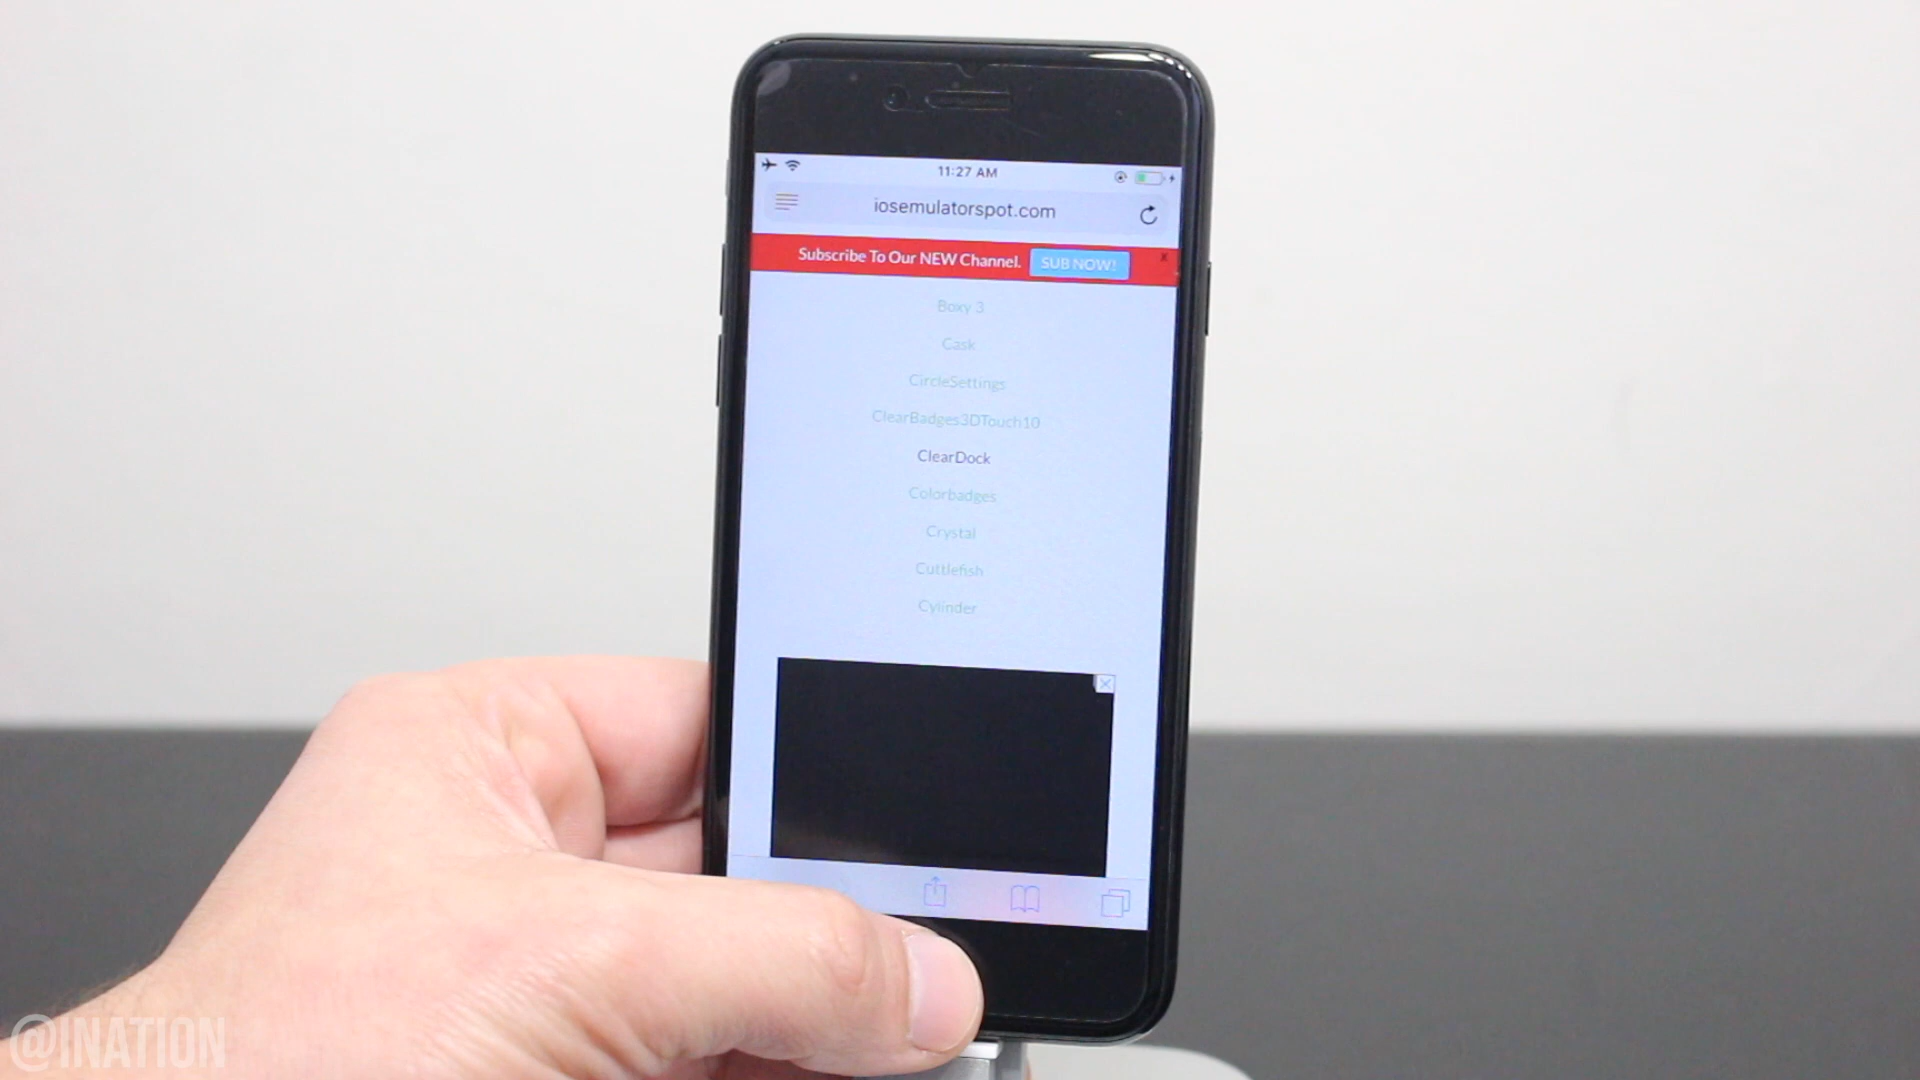 11:27 AM
iosemulatorspot.com
Subscribe To Our NEW Channel. SUB NOW! x
Boxy 3
Cask
CircleSettings
ClearBadges3DTouch10
ClearDock
Colorbadges
Crystal
Cuttlefish
Cylinder
@INATION